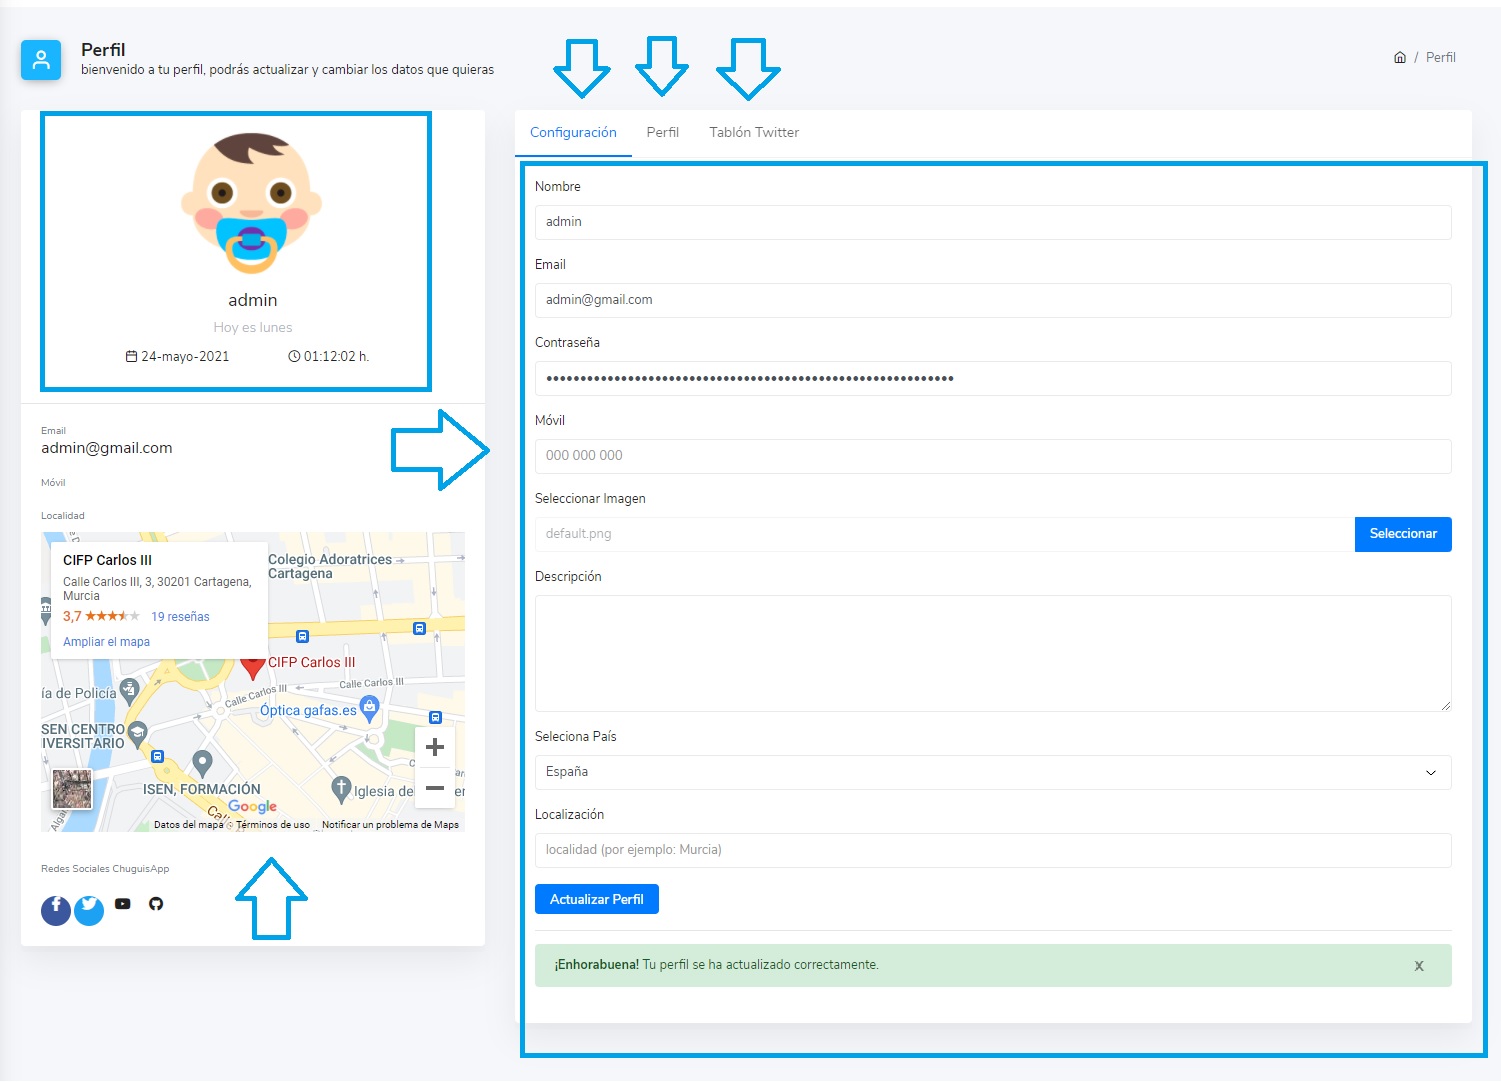 Perfil
bienvenido a tu perfil, podrás actualizar y cambiar los datos que quieras
/ Perfil
admin
Hoy es lunes
24-mayo-2021
01:12:02 h.
Email
admin@gmail.com
Móvil
Localidad
CIFP Carlos III
Calle Carlos III, 3, 30201 Cartagena,
Murcia
3,7
19 reseñas
Ampliar el mapa
Colegio Adoratrices
Cartagena
CIFP Carlos III
Calle Carlos III
Calle Carlos III
ía de Policía
Óptica gafas.es
SEN CENTRO
IVERSITARIO
ISEN, FORMACIÓN
Iglesia de
Google
Datos del mapa
Términos de uso
Notificar un problema de Maps
Redes Sociales ChuguisApp
Configuración
Perfil
Tablón Twitter
Nombre
admin
Email
admin@gmail.com
Contraseña
Móvil
000 000 000
Seleccionar Imagen
default.png
Seleccionar
Descripción
Seleciona País
España
Localización
localidad (por ejemplo: Murcia)
Actualizar Perfil
¡Enhorabuena! Tu perfil se ha actualizado correctamente.
x